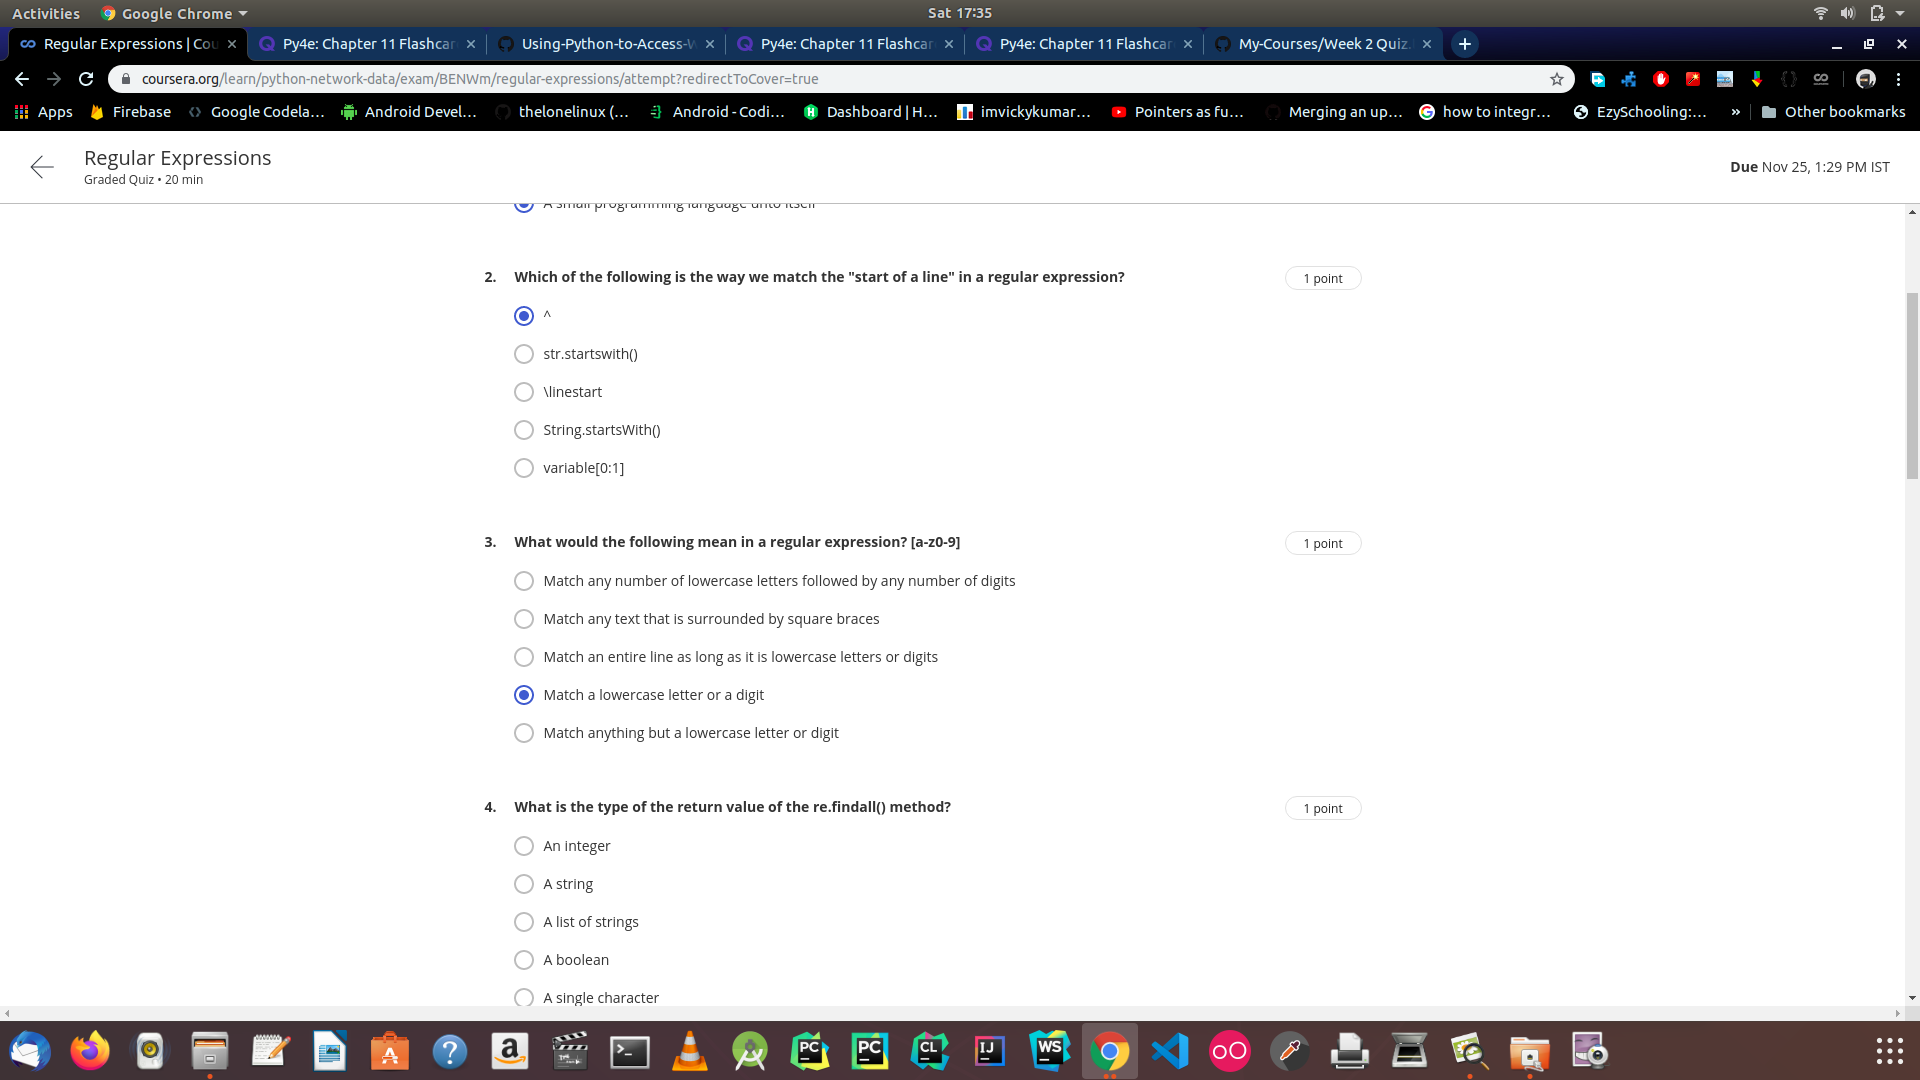 Activities
Google Chrome
Sat 17:35
Regular Expressions | Cou
Py4e: Chapter 11 Flashcar
Using-Python-to-Access-W
Py4e: Chapter 11 Flashcar
Py4e: Chapter 11 Flashcar
My-Courses/Week 2 Quiz.
coursera.org/learn/python-network-data/exam/BENWm/regular-expressions/attempt?redirectToCover=true
Apps
Firebase
Google Codela...
Android Devel...
thelonelinux (...
Android - Codi...
Dashboard | H...
imvickykumar...
Pointers as fu...
Merging an up...
how to integr...
EzySchooling:...
»
Other bookmarks
Regular Expressions
Graded Quiz • 20 min
Due Nov 25, 1:29 PM IST
A small programming language unto itself
2. Which of the following is the way we match the "start of a line" in a regular expression?
1 point
^
str.startswith()
\linestart
String.startsWith()
variable[0:1]
3. What would the following mean in a regular expression? [a-z0-9]
1 point
Match any number of lowercase letters followed by any number of digits
Match any text that is surrounded by square braces
Match an entire line as long as it is lowercase letters or digits
Match a lowercase letter or a digit
Match anything but a lowercase letter or digit
4. What is the type of the return value of the re.findall() method?
1 point
An integer
A string
A list of strings
A boolean
A single character